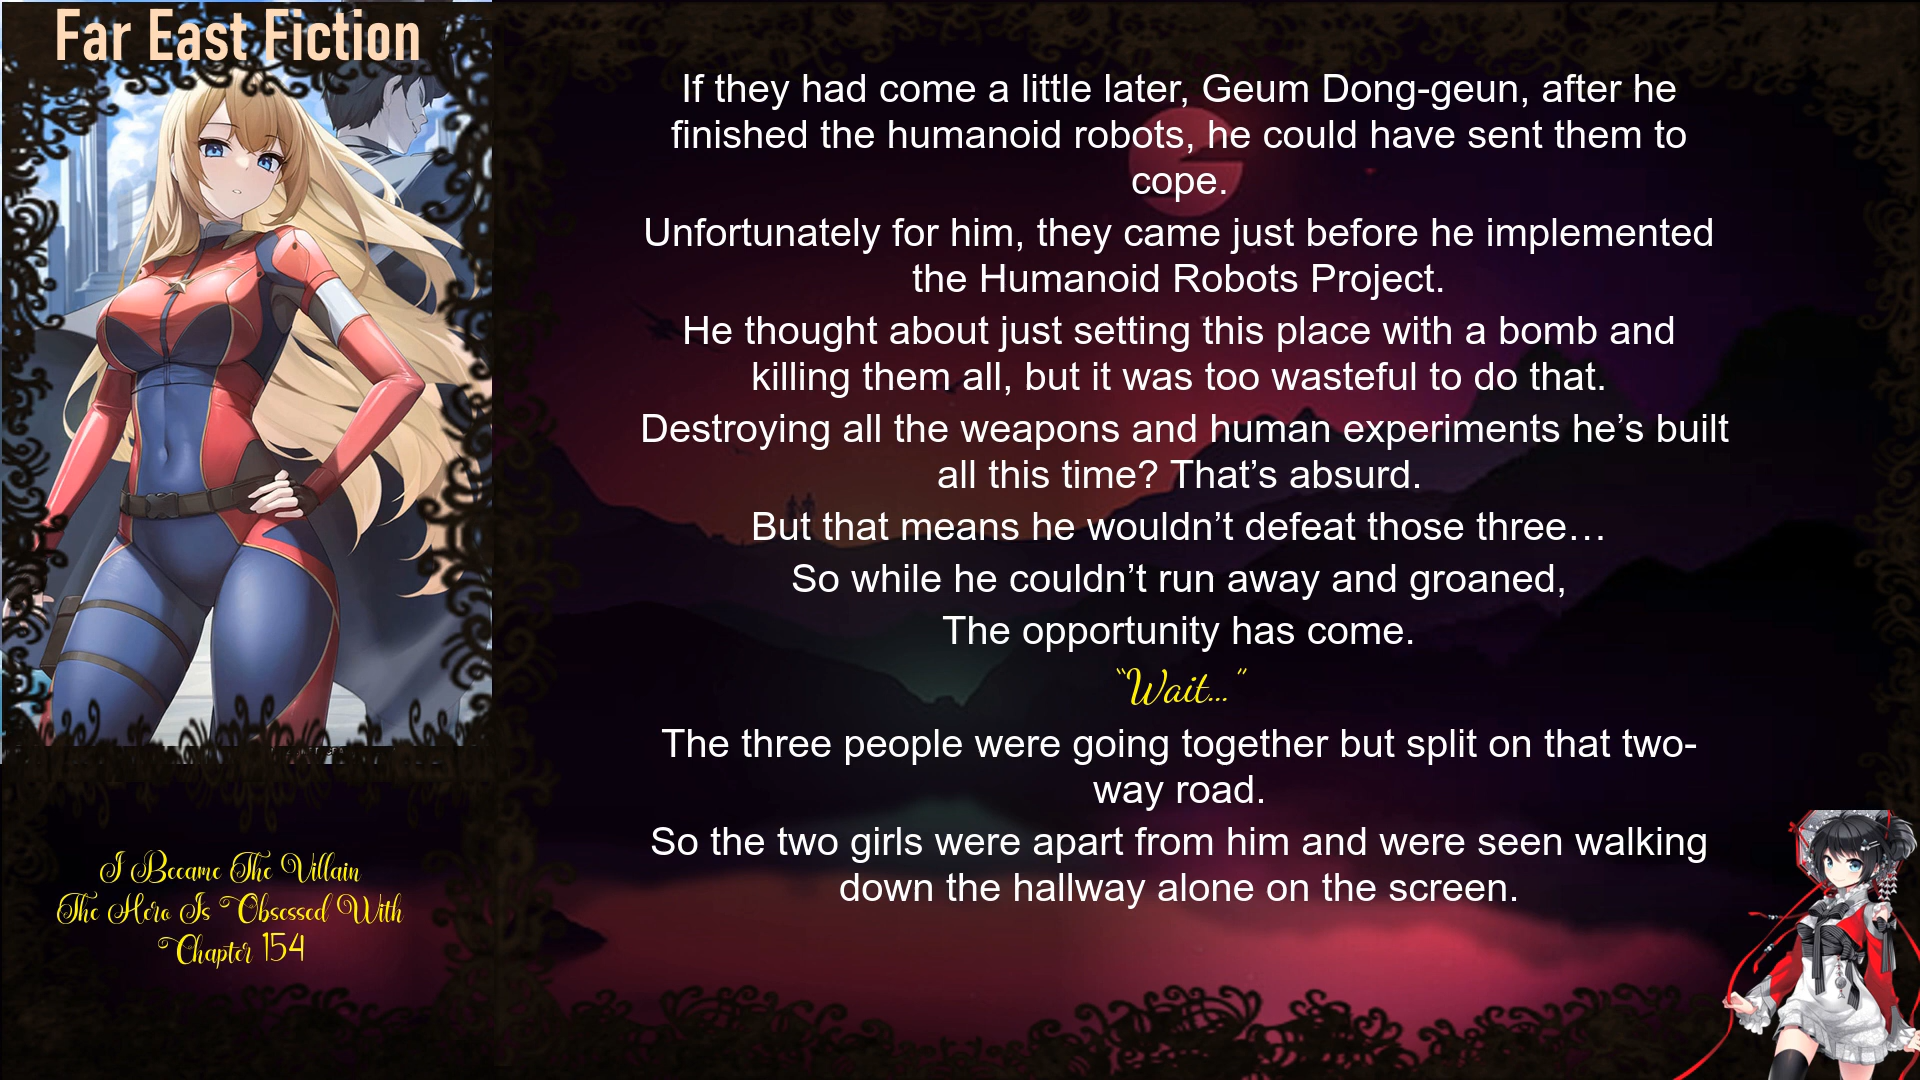 Far East Fiction
If they had come a little later, Geum Dong-geun, after he
finished the humanoid robots, he could have sent them to
cope.
Unfortunately for him, they came just before he implemented
the Humanoid Robots Project.
He thought about just setting this place with a bomb and
killing them all, but it was too wasteful to do that.
Destroying all the weapons and human experiments he’s built
all this time? That’s absurd.
But that means he wouldn’t defeat those three…
So while he couldn’t run away and groaned,
The opportunity has come.
“Wait…”
The three people were going together but split on that two-
way road.
So the two girls were apart from him and were seen walking
down the hallway alone on the screen.
I Became The Villain
The Hero Is Obsessed With
Chapter 154